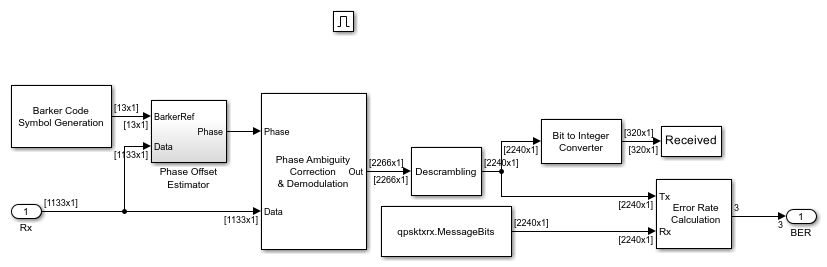 Barker Code
Symbol Generation
[13x1]
[13x1]
BarkerRef
Phase
Data
[1133x1]
Phase Offset
Estimator
1
Rx
[1133x1]
[1133x1]
Phase
Phase Ambiguity
Correction
& Demodulation
Out
Data
[2266x1]
[2266x1]
Descrambling
[2240x1]
[2240x1]
Bit to Integer
Converter
[320x1]
[320x1]
Received
qpsktxrx.MessageBits
[2240x1]
[2240x1]
[2240x1]
Tx
Error Rate
Calculation
Rx
3
3
1
BER